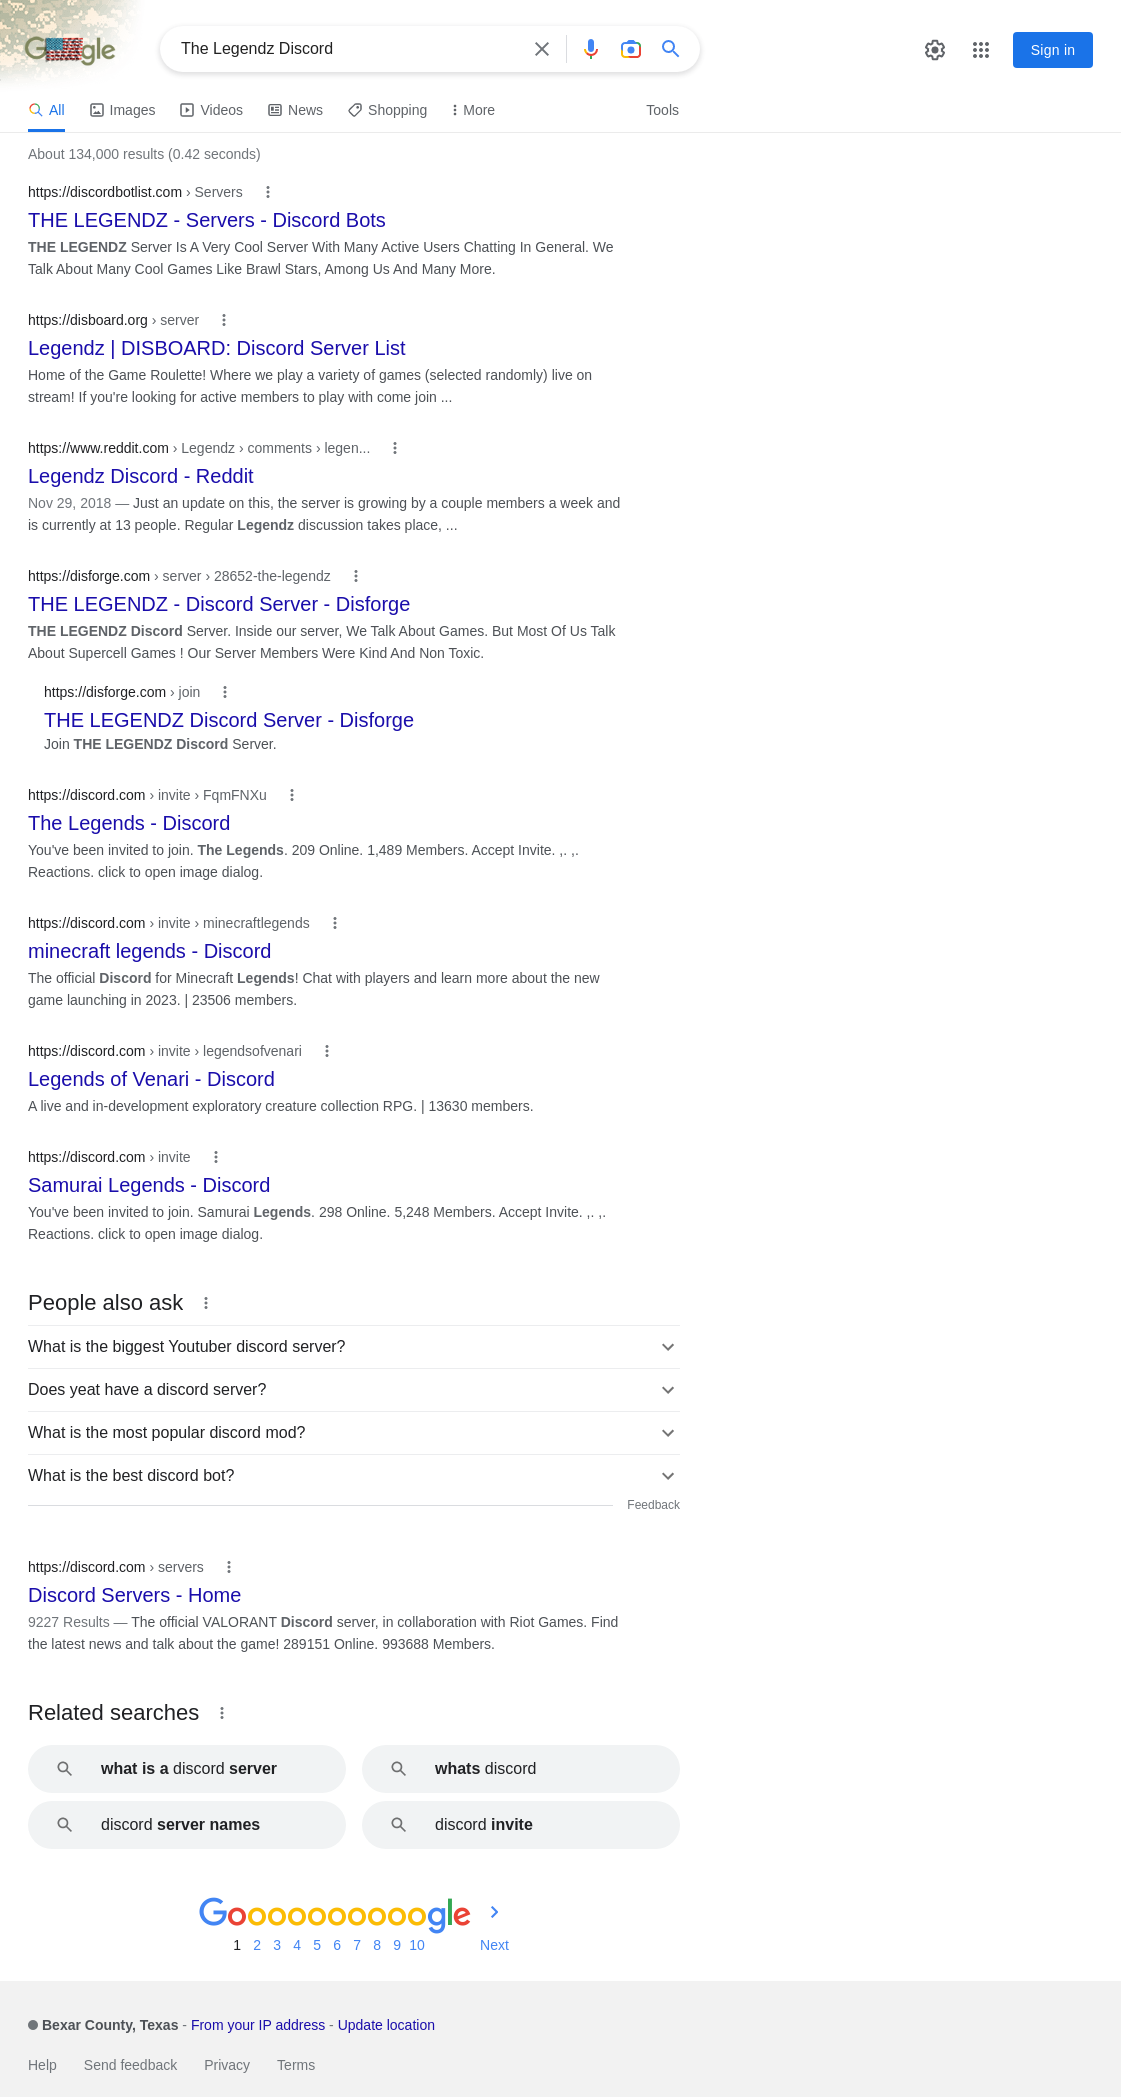 Google
The Legendz Discord
Sign in
All
Images
Videos
News
Shopping
More
Tools
About 134,000 results (0.42 seconds)
https://discordbotlist.com › Servers
THE LEGENDZ - Servers - Discord Bots
THE LEGENDZ Server Is A Very Cool Server With Many Active Users Chatting In General. We
Talk About Many Cool Games Like Brawl Stars, Among Us And Many More.
https://disboard.org › server
Legendz | DISBOARD: Discord Server List
Home of the Game Roulette! Where we play a variety of games (selected randomly) live on
stream! If you're looking for active members to play with come join ...
https://www.reddit.com › Legendz › comments › legen...
Legendz Discord - Reddit
Nov 29, 2018 — Just an update on this, the server is growing by a couple members a week and
is currently at 13 people. Regular Legendz discussion takes place, ...
https://disforge.com › server › 28652-the-legendz
THE LEGENDZ - Discord Server - Disforge
THE LEGENDZ Discord Server. Inside our server, We Talk About Games. But Most Of Us Talk
About Supercell Games ! Our Server Members Were Kind And Non Toxic.
https://disforge.com › join
THE LEGENDZ Discord Server - Disforge
Join THE LEGENDZ Discord Server.
https://discord.com › invite › FqmFNXu
The Legends - Discord
You've been invited to join. The Legends. 209 Online. 1,489 Members. Accept Invite. ,. ,.
Reactions. click to open image dialog.
https://discord.com › invite › minecraftlegends
minecraft legends - Discord
The official Discord for Minecraft Legends! Chat with players and learn more about the new
game launching in 2023. | 23506 members.
https://discord.com › invite › legendsofvenari
Legends of Venari - Discord
A live and in-development exploratory creature collection RPG. | 13630 members.
https://discord.com › invite
Samurai Legends - Discord
You've been invited to join. Samurai Legends. 298 Online. 5,248 Members. Accept Invite. ,. ,.
Reactions. click to open image dialog.
People also ask
What is the biggest Youtuber discord server?
Does yeat have a discord server?
What is the most popular discord mod?
What is the best discord bot?
Feedback
https://discord.com › servers
Discord Servers - Home
9227 Results — The official VALORANT Discord server, in collaboration with Riot Games. Find
the latest news and talk about the game! 289151 Online. 993688 Members.
Related searches
what is a discord server
whats discord
discord server names
discord invite
Goooooooooogle
1 2 3 4 5 6 7 8 9 10 Next
Bexar County, Texas - From your IP address - Update location
Help Send feedback Privacy Terms